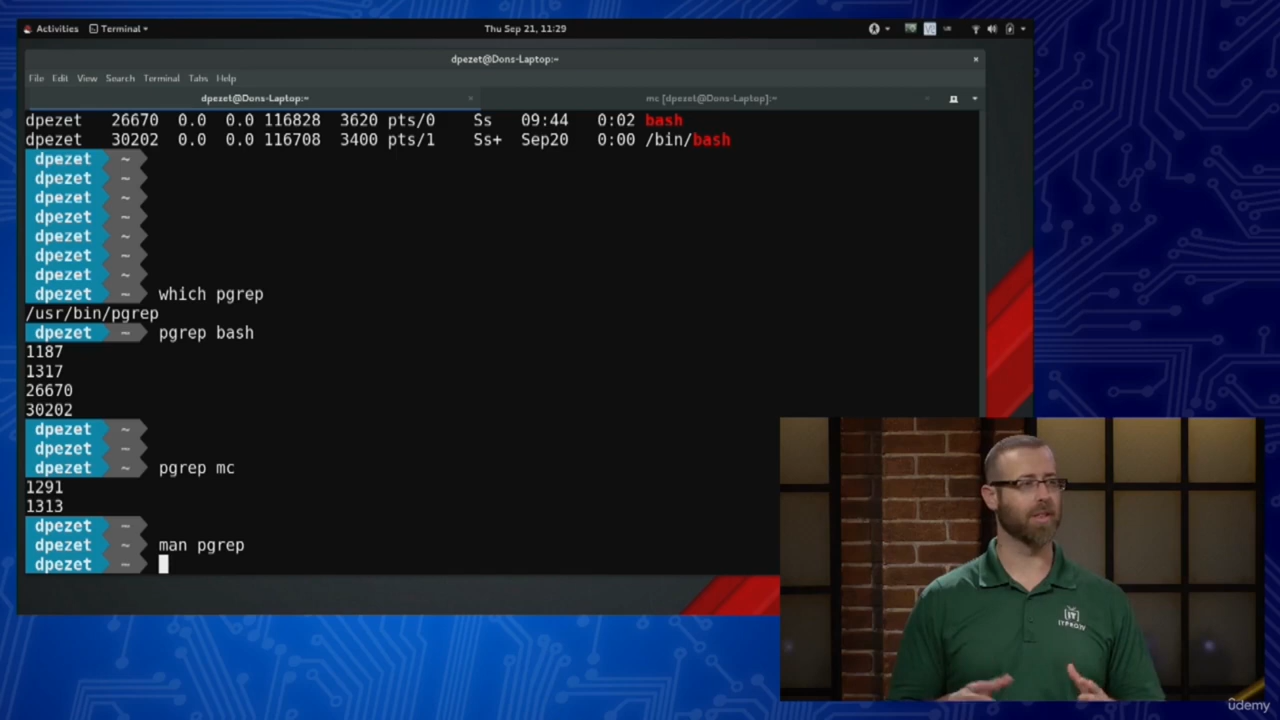 Activities Terminal Thu Sep 21, 11:29
dpezet@Dons-Laptop:~
File Edit View Search Terminal Tabs Help
dpezet@Dons-Laptop:~ mc [dpezet@Dons-Laptop]:~
dpezet 26670 0.0 0.0 116828 3620 pts/0 Ss 09:44 0:02 bash
dpezet 30202 0.0 0.0 116708 3400 pts/1 Ss+ Sep20 0:00 /bin/bash
dpezet ~
dpezet ~
dpezet ~
dpezet ~
dpezet ~
dpezet ~
dpezet ~
dpezet ~ which pgrep
/usr/bin/pgrep
dpezet ~ pgrep bash
1187
1317
26670
30202
dpezet ~
dpezet ~
dpezet ~ pgrep mc
1291
1313
dpezet ~
dpezet ~ man pgrep
dpezet ~
IT
ITPROTV
ûdemy